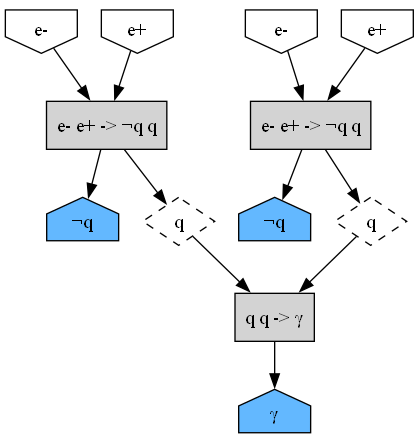 e-
e+
e-
e+
e- e+ -> ¬q q
e- e+ -> ¬q q
¬q
q
¬q
q
q q -> γ
γ